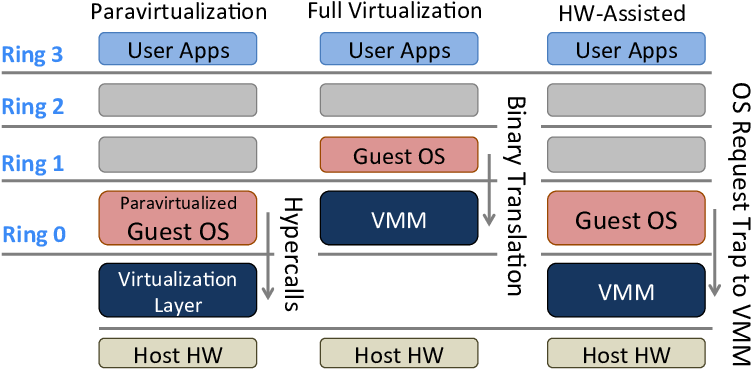 Paravirtualization
Full Virtualization
HW-Assisted
Ring 3
User Apps
User Apps
User Apps
Ring 2
Ring 1
Guest OS
Ring 0
Paravirtualized
Guest OS
VMM
Guest OS
Virtualization
Layer
VMM
Host HW
Host HW
Host HW
Hypercalls
Binary Translation
OS Request Trap to VMM